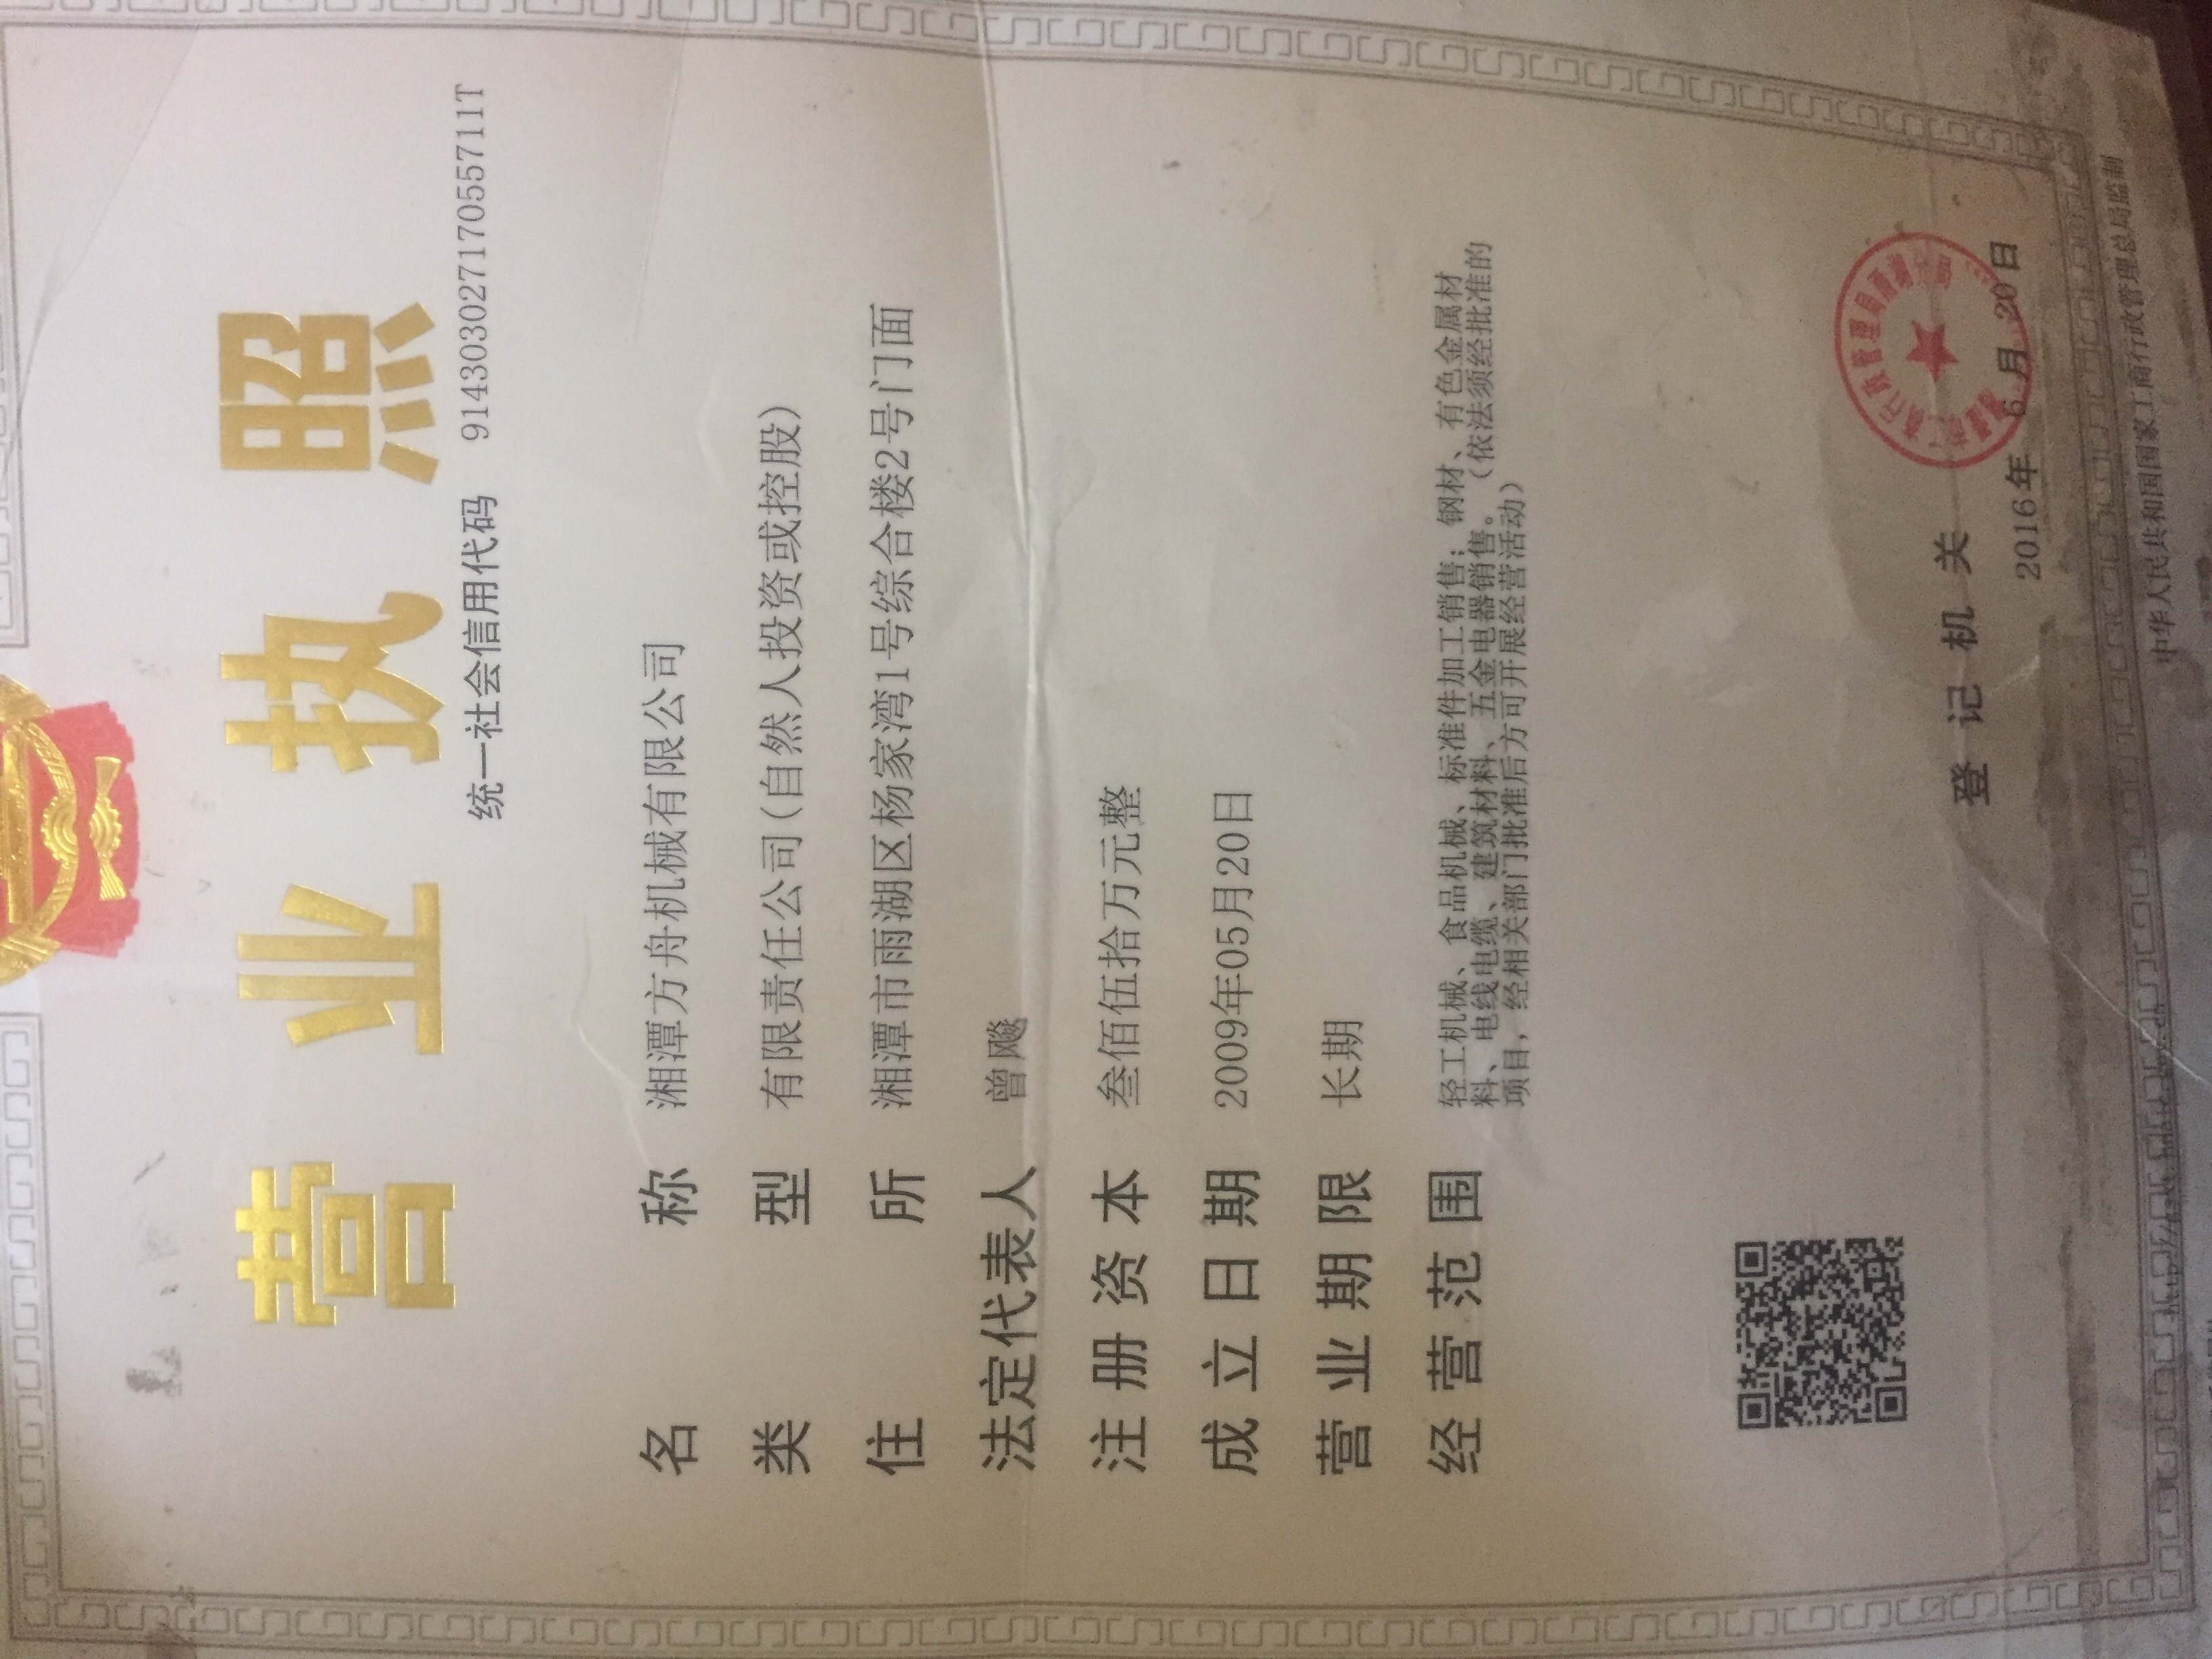 营业执照
统一社会信用代码 91430302717055711T
名称 湘潭方舟机械有限公司
类型 有限责任公司(自然人投资或控股)
住所 湘潭市雨湖区杨家湾1号综合楼2号门面
法定代表人 曾飚
注册资本 叁佰伍拾万元整
成立日期 2009年05月20日
营业期限 长期
经营范围 轻工机械、食品机械、标准件加工销售；钢材、有色金属材
料、电线电缆、建筑材料、五金电器销售。（依法须经批准的
项目，经相关部门批准后方可开展经营活动）
登记机关
2016年6月20日
中华人民共和国国家工商行政管理总局监制